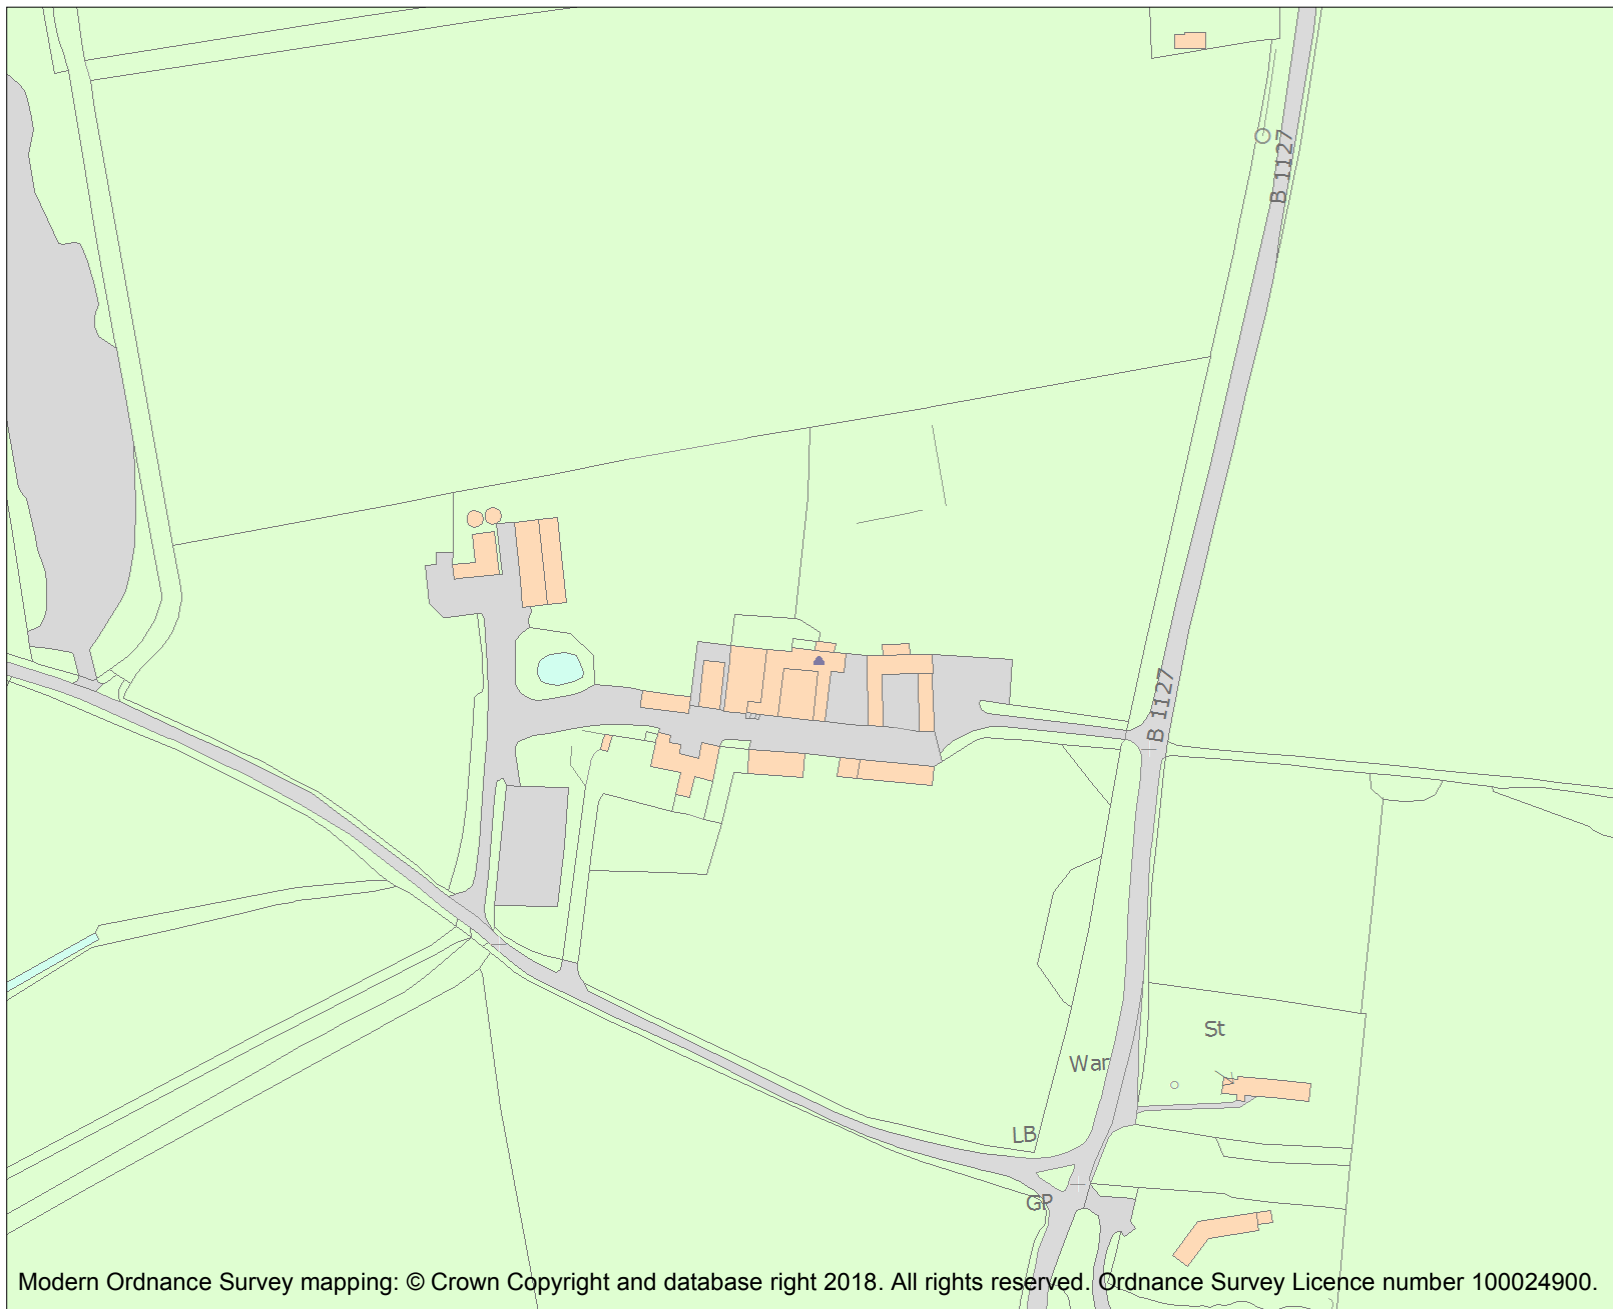 B 1127
B 1127
St
War
LB
GP
Modern Ordnance Survey mapping: © Crown Copyright and database right 2018. All rights reserved. Ordnance Survey Licence number 100024900.